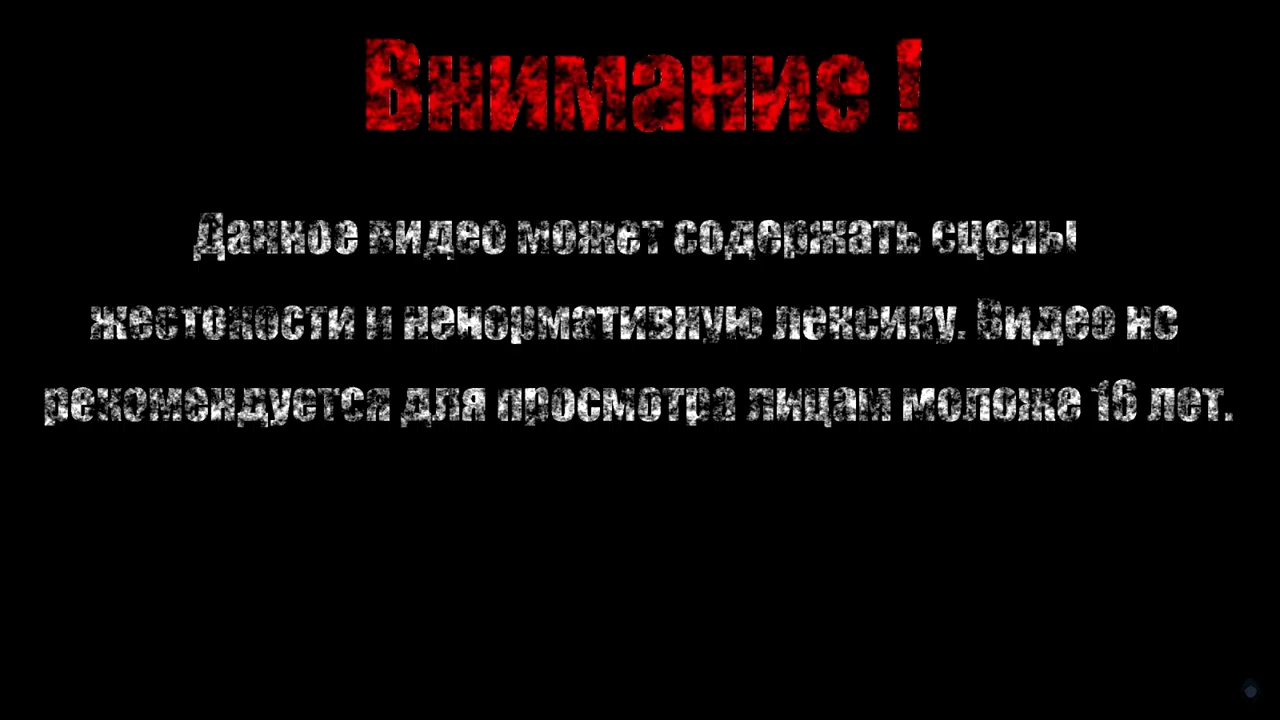 Внимание !
Данное видео может содержать сцены
жестокости и ненормативную лексику. Видео не
рекомендуется для просмотра лицам моложе 16 лет.